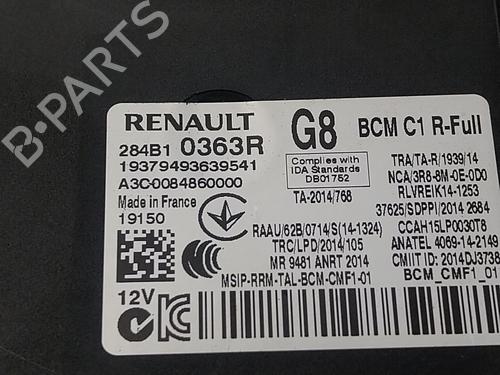 B-PARTS
RENAULT
G8
BCM C1 R-Full
284B1 0363R
19379493639541
A3C-0084860000
Made in France
19150
Complies with
IDA Standards
DB01752
TA-2014/768
TRA/TA-R/1939/14
NCA/3R8-8M-0E-0D0
RLVREIK14-1253
37625/SDPPI/2014 2684
RAAU/62B/0714/S(14-1324)
CCAH15LP0030T8
TRC/LPD/2014/105
ANATEL 4069-14-2149
MR 9481 ANRT 2014
CMIIT ID: 2014DJ3738
MSIP-RRM-TAL-BCM-CMF1-01
BCM_CMF1_01
12V